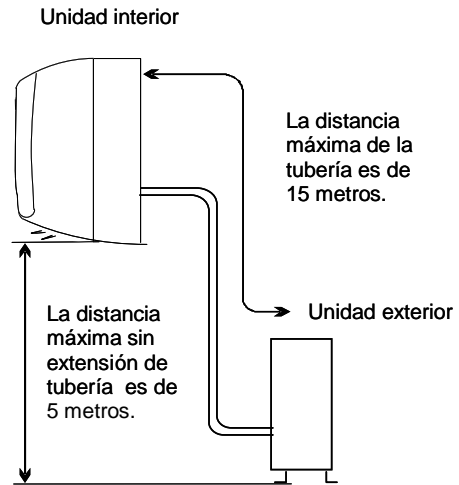 Unidad interior
La distancia
máxima de la
tubería es de
15 metros.
Unidad exterior
La distancia
máxima sin
extensión de
tubería es de
5 metros.